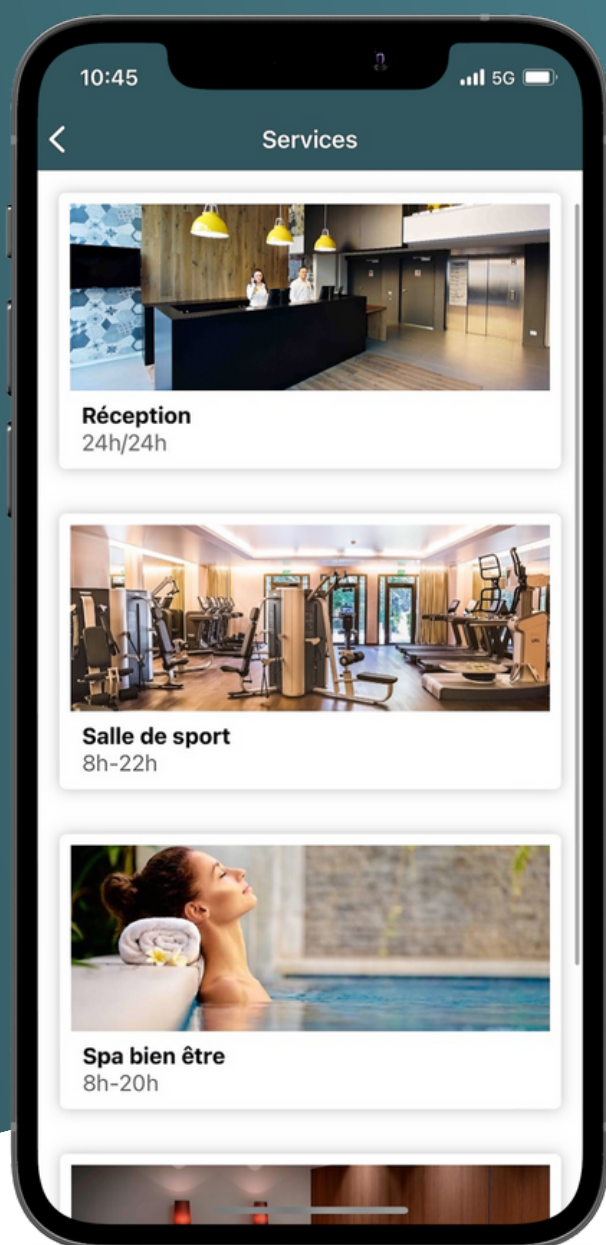 10:45
5G
Services
Réception
24h/24h
Salle de sport
8h-22h
Spa bien être
8h-20h